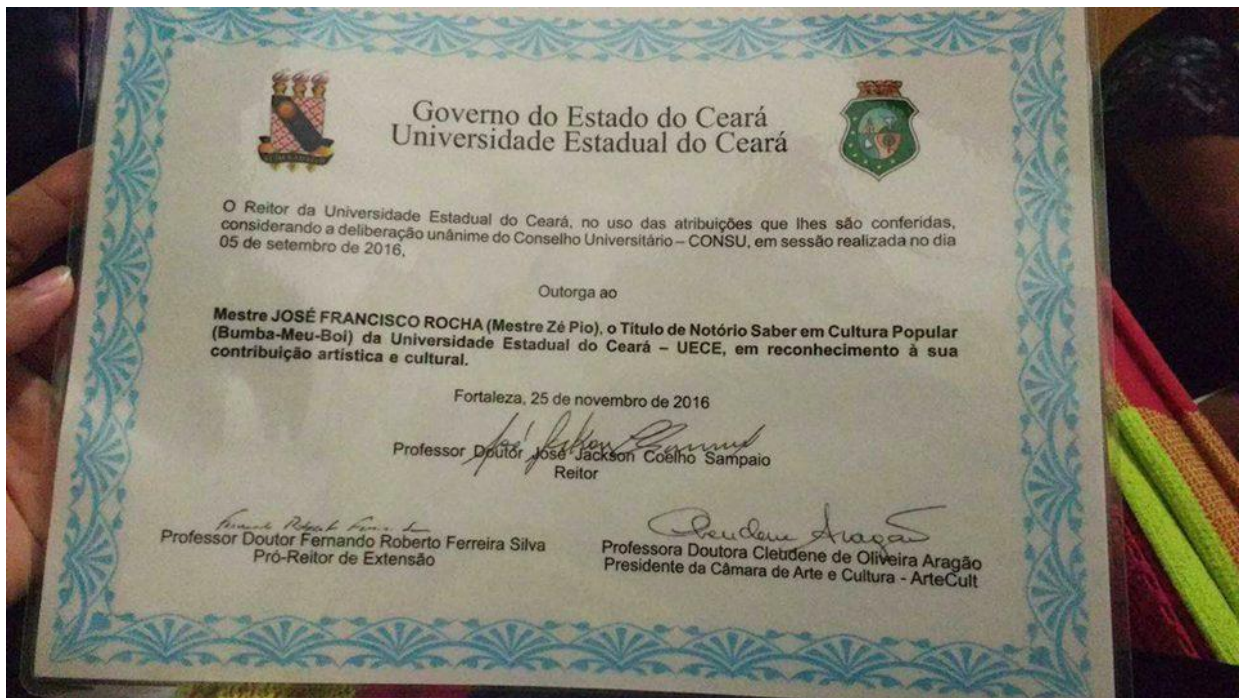 Governo do Estado do Ceará
Universidade Estadual do Ceará
O Reitor da Universidade Estadual do Ceará, no uso das atribuições que lhes são conferidas,
considerando a deliberação unânime do Conselho Universitário – CONSU, em sessão realizada no dia
05 de setembro de 2016,
Outorga ao
Mestre JOSÉ FRANCISCO ROCHA (Mestre Zé Pio), o Título de Notório Saber em Cultura Popular
(Bumba-Meu-Boi) da Universidade Estadual do Ceará – UECE, em reconhecimento à sua
contribuição artística e cultural.
Fortaleza, 25 de novembro de 2016
Professor Doutor José Jackson Coelho Sampaio
Reitor
Professor Doutor Fernando Roberto Ferreira Silva
Pró-Reitor de Extensão
Cleudene Aragão
Professora Doutora Cleudene de Oliveira Aragão
Presidente da Câmara de Arte e Cultura - ArteCult